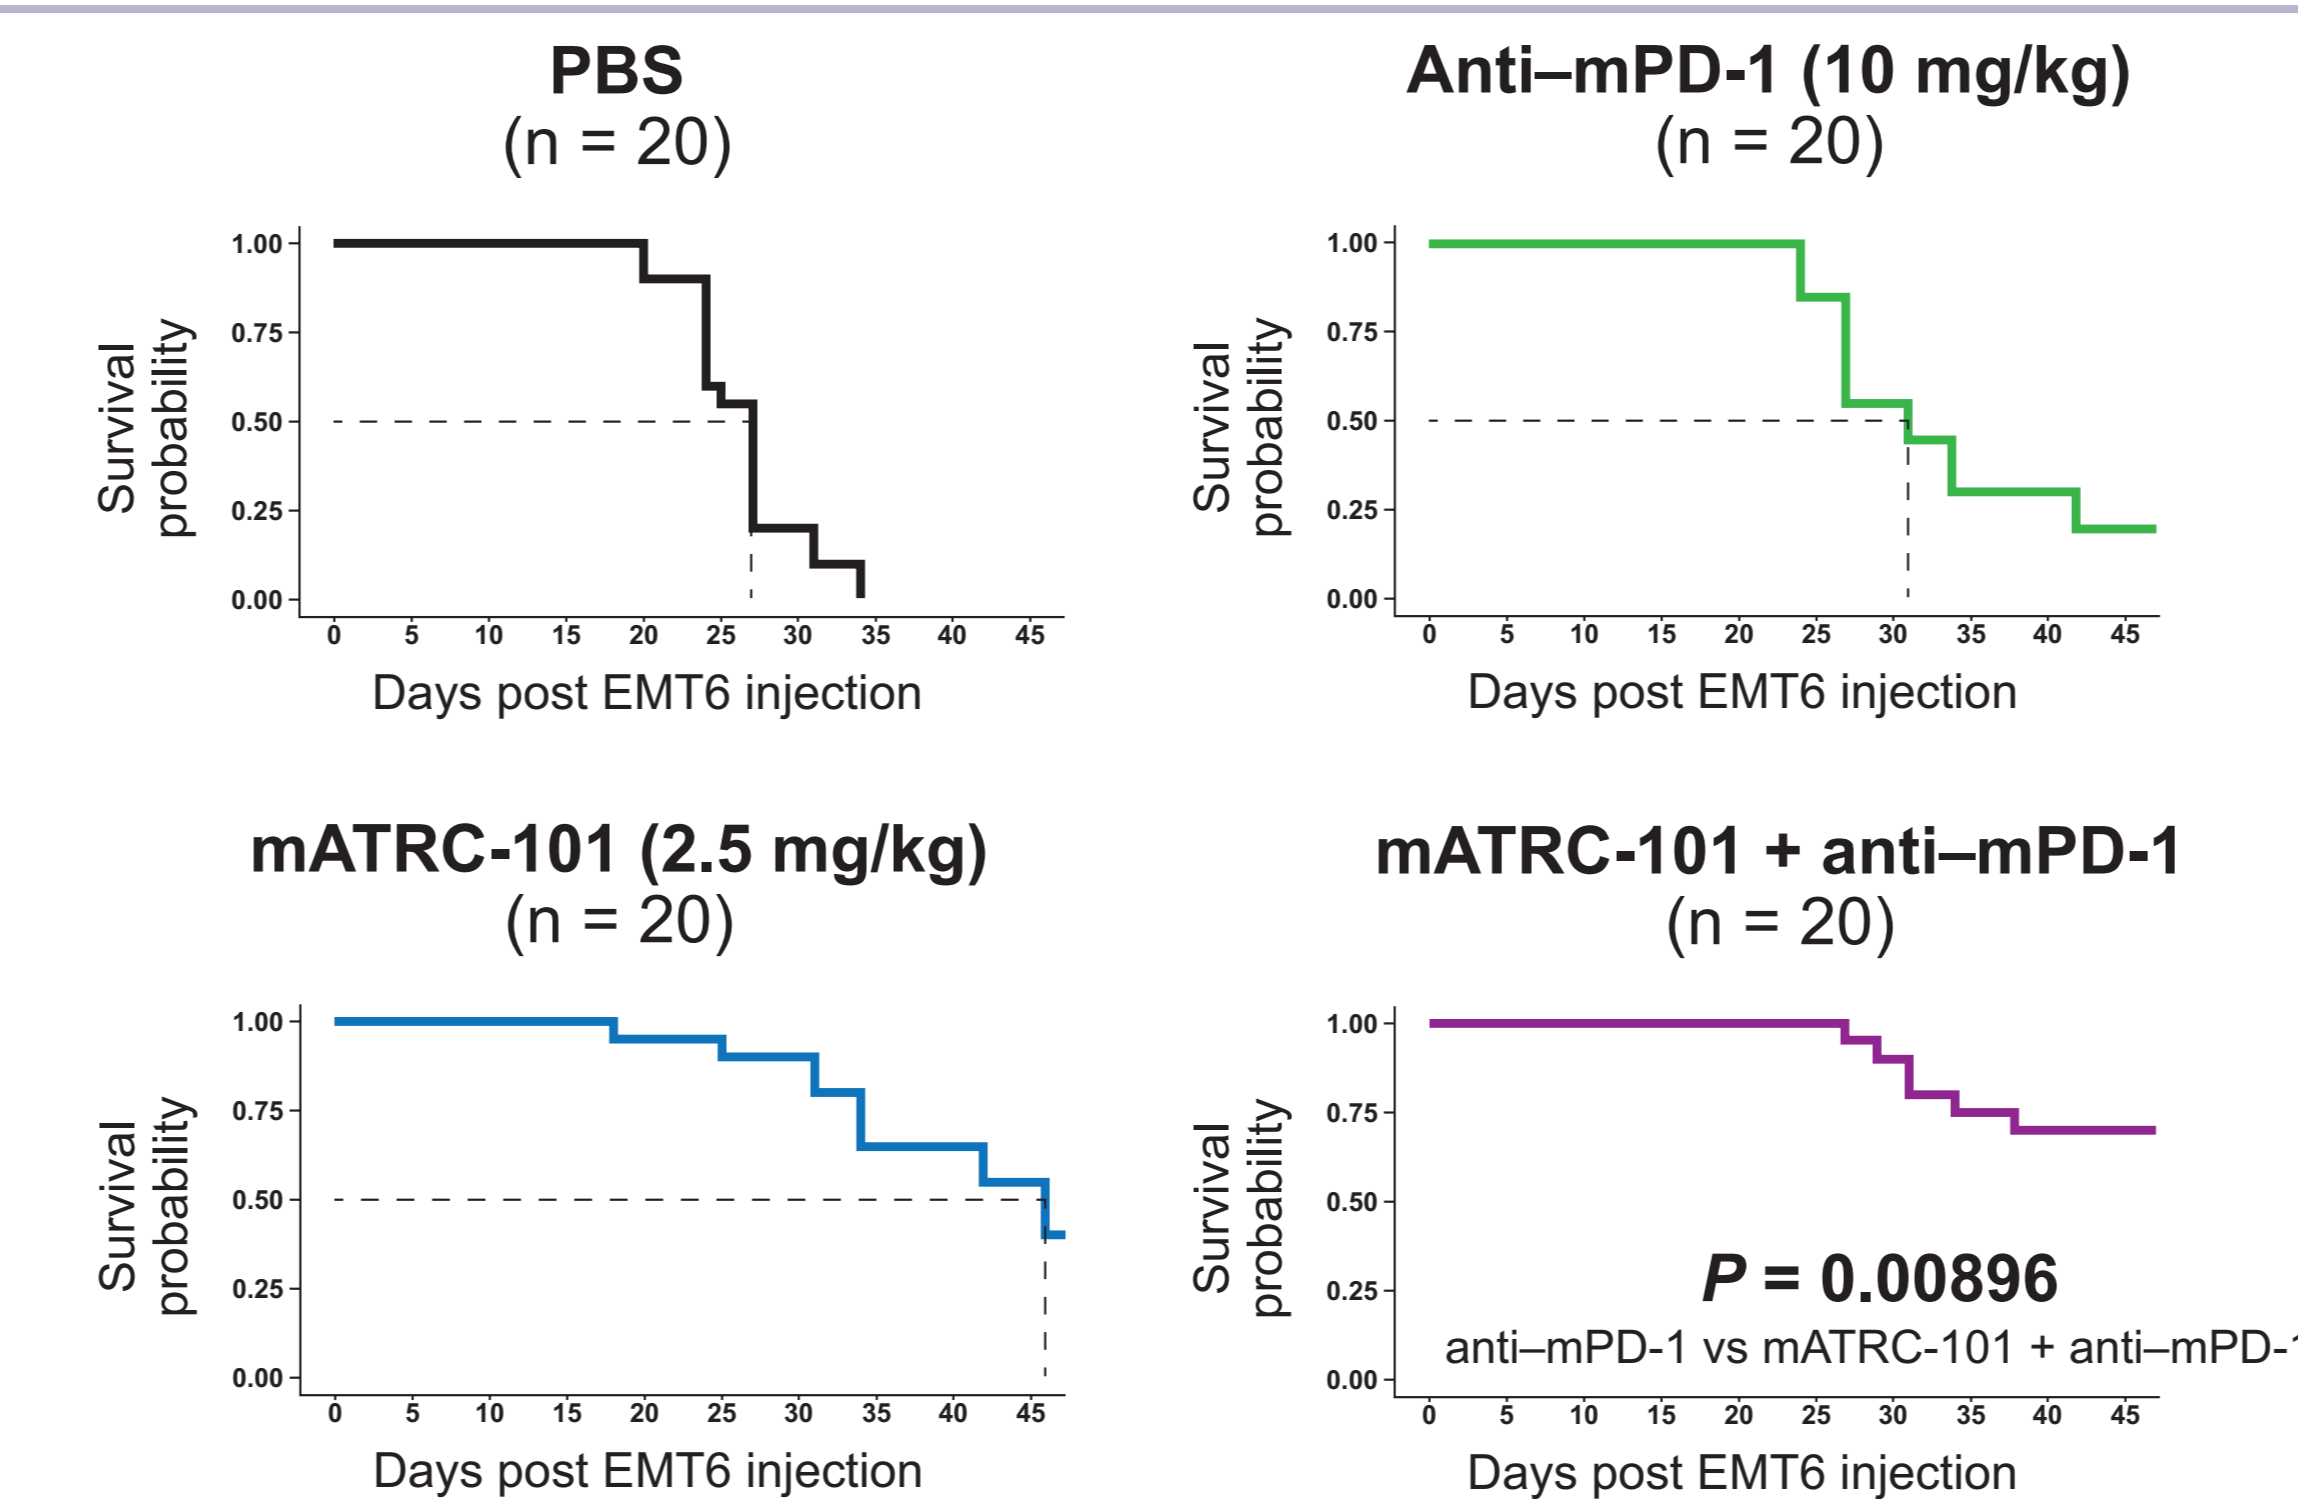 PBS
(n = 20)
1.00
0.75
0.50
0.25
0.00
Survival
probability
0 5 10 15 20 25 30 35 40 45
Days post EMT6 injection
Anti–mPD-1 (10 mg/kg)
(n = 20)
1.00
0.75
0.50
0.25
0.00
Survival
probability
0 5 10 15 20 25 30 35 40 45
Days post EMT6 injection
mATRC-101 (2.5 mg/kg)
(n = 20)
1.00
0.75
0.50
0.25
0.00
Survival
probability
0 5 10 15 20 25 30 35 40 45
Days post EMT6 injection
mATRC-101 + anti–mPD-1
(n = 20)
1.00
0.75
0.50
0.25
0.00
Survival
probability
P = 0.00896
anti–mPD-1 vs mATRC-101 + anti–mPD-1
0 5 10 15 20 25 30 35 40 45
Days post EMT6 injection